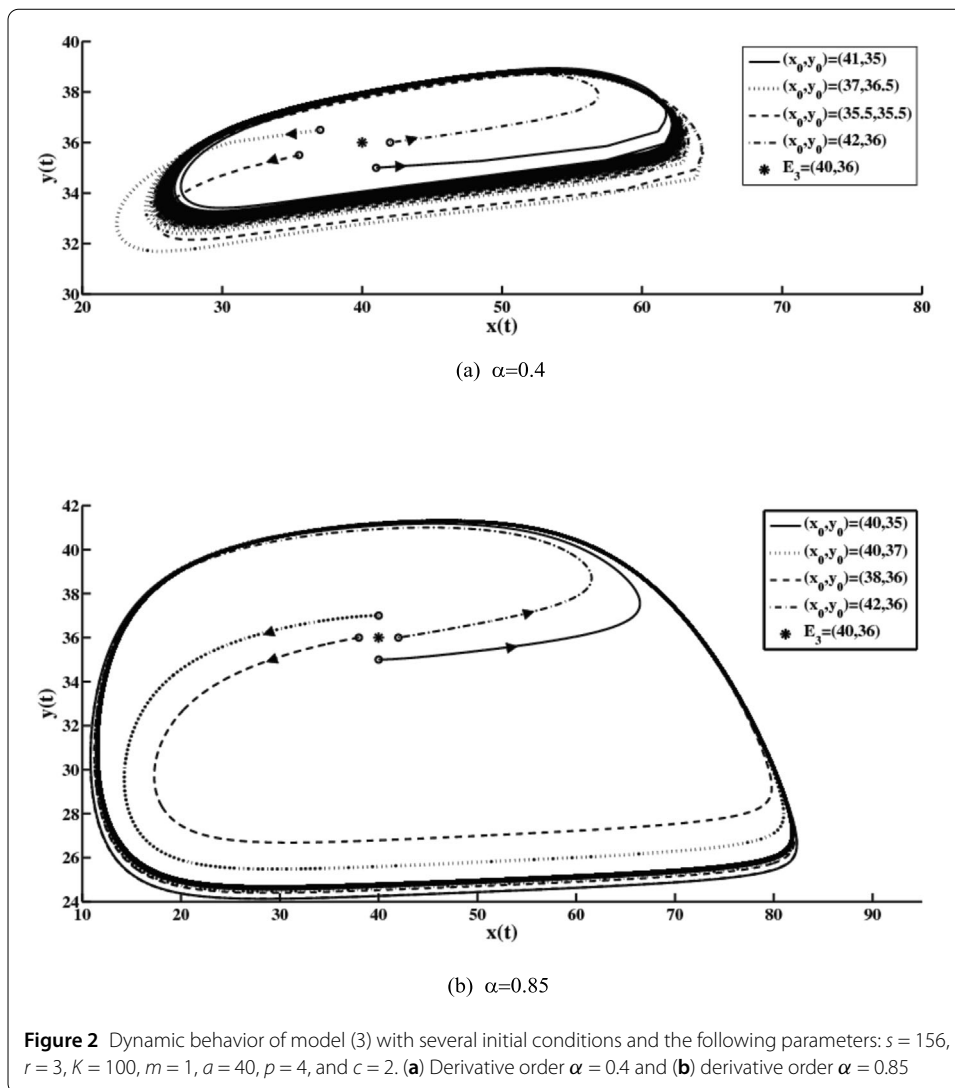 40
38
36
34
32
30
y(t)
20 30 40 50 60 70 80
x(t)
(x0,y0)=(41,35)
(x0,y0)=(37,36.5)
(x0,y0)=(35.5,35.5)
(x0,y0)=(42,36)
E3=(40,36)
(a) α=0.4
42
40
38
36
34
32
30
28
26
24
y(t)
10 20 30 40 50 60 70 80 90
x(t)
(x0,y0)=(40,35)
(x0,y0)=(40,37)
(x0,y0)=(38,36)
(x0,y0)=(42,36)
E3=(40,36)
(b) α=0.85
Figure 2 Dynamic behavior of model (3) with several initial conditions and the following parameters: s = 156,
r = 3, K = 100, m = 1, a = 40, p = 4, and c = 2. (a) Derivative order α = 0.4 and (b) derivative order α = 0.85